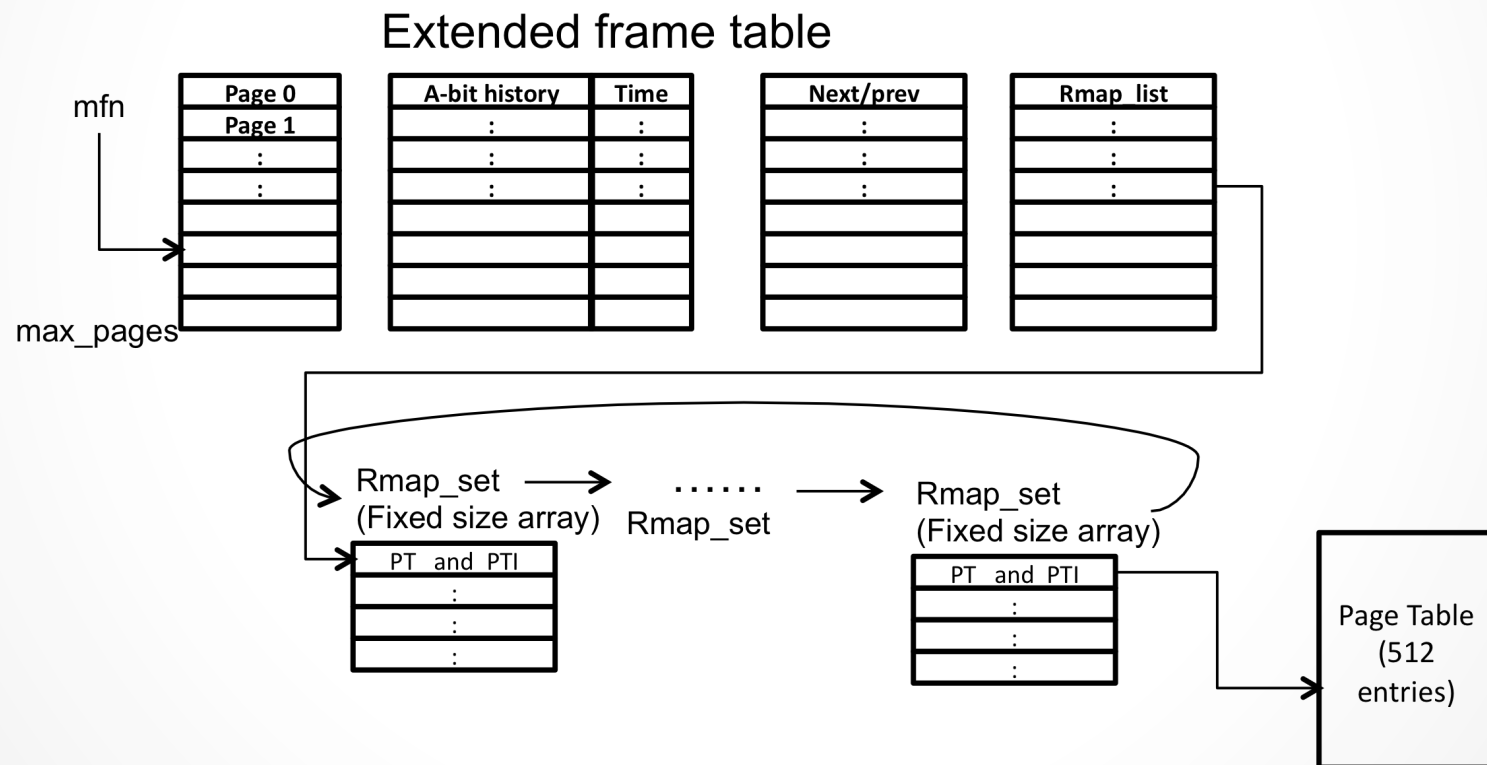 Extended frame table
mfn
max_pages
Page 0
Page 1
:
:
A-bit history Time
: :
: :
: :
Next/prev
:
:
:
Rmap_list
:
:
:
Rmap_set
(Fixed size array)
......
Rmap_set
Rmap_set
(Fixed size array)
PT and PTI
:
:
:
PT and PTI
:
:
:
Page Table
(512
entries)